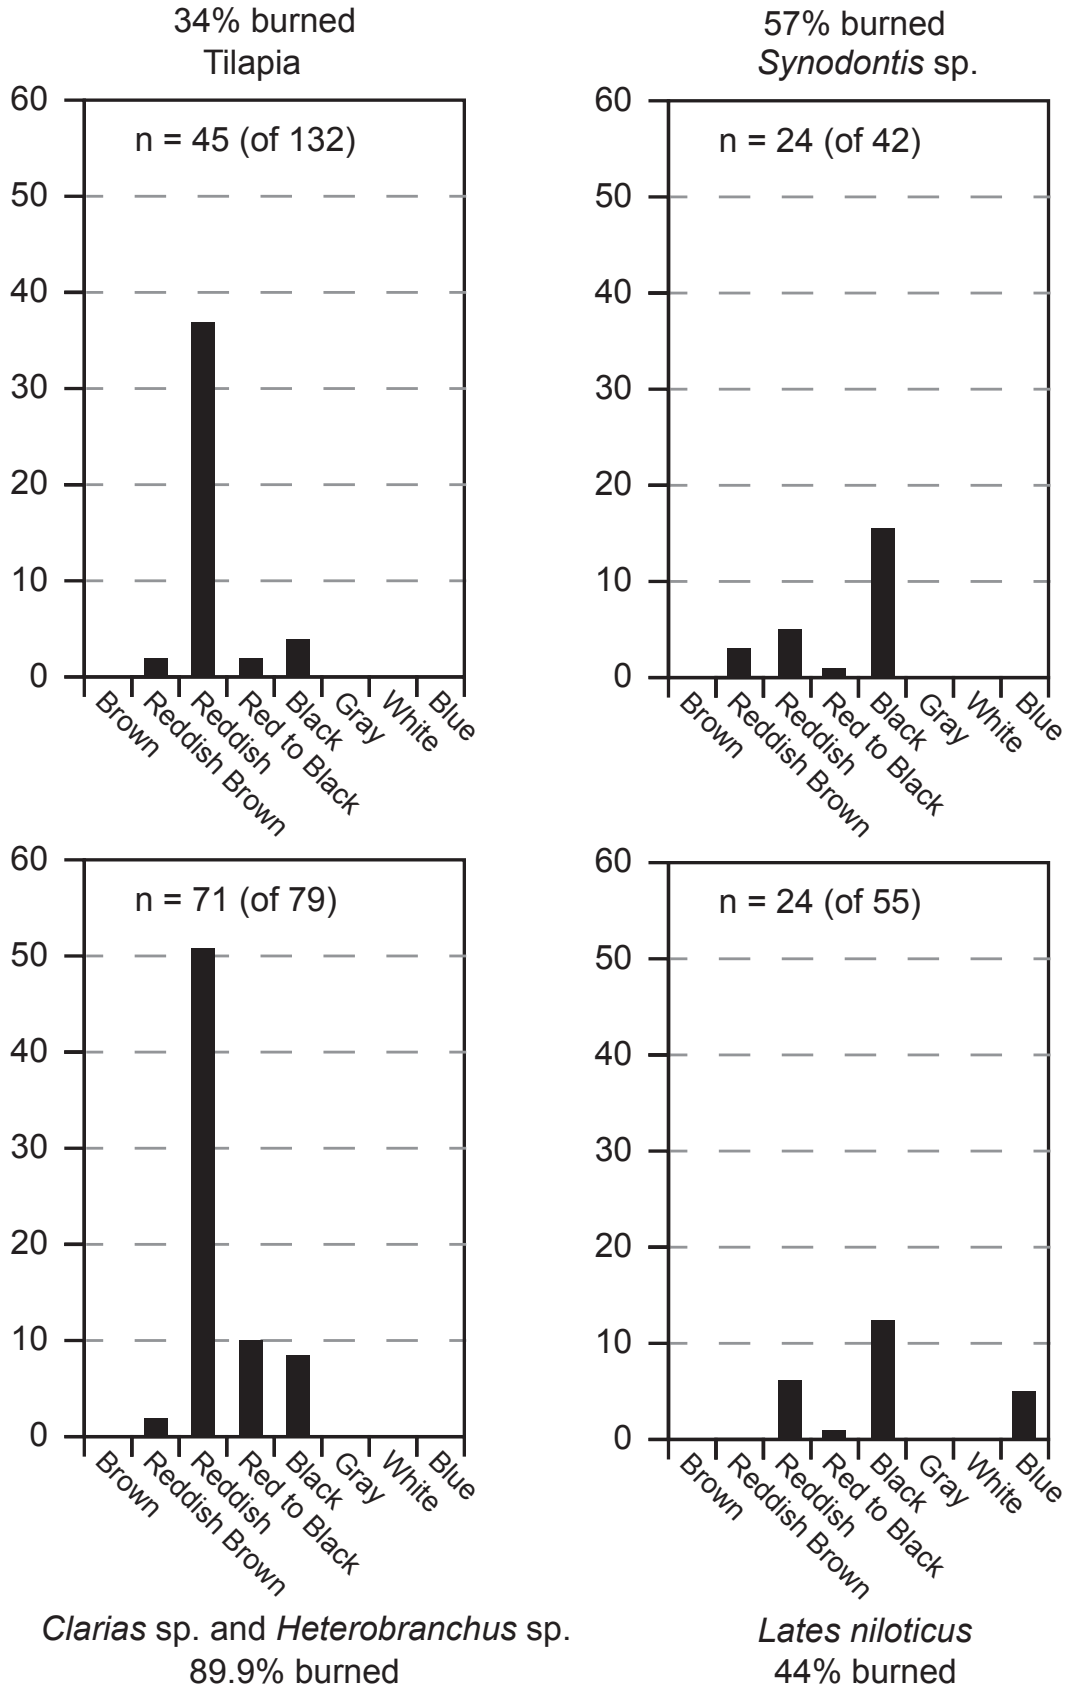 34% burned
Tilapia
60
n = 45 (of 132)
50
40
30
20
10
0
Brown
Reddish Brown
Reddish
Red to Black
Black
Gray
White
Blue
57% burned
Synodontis sp.
60
n = 24 (of 42)
50
40
30
20
10
0
Brown
Reddish Brown
Reddish
Red to Black
Black
Gray
White
Blue
60
n = 71 (of 79)
50
40
30
20
10
0
Brown
Reddish Brown
Reddish
Red to Black
Black
Gray
White
Blue
Clarias sp. and Heterobranchus sp.
89.9% burned
60
n = 24 (of 55)
50
40
30
20
10
0
Brown
Reddish Brown
Reddish
Red to Black
Black
Gray
White
Blue
Lates niloticus
44% burned